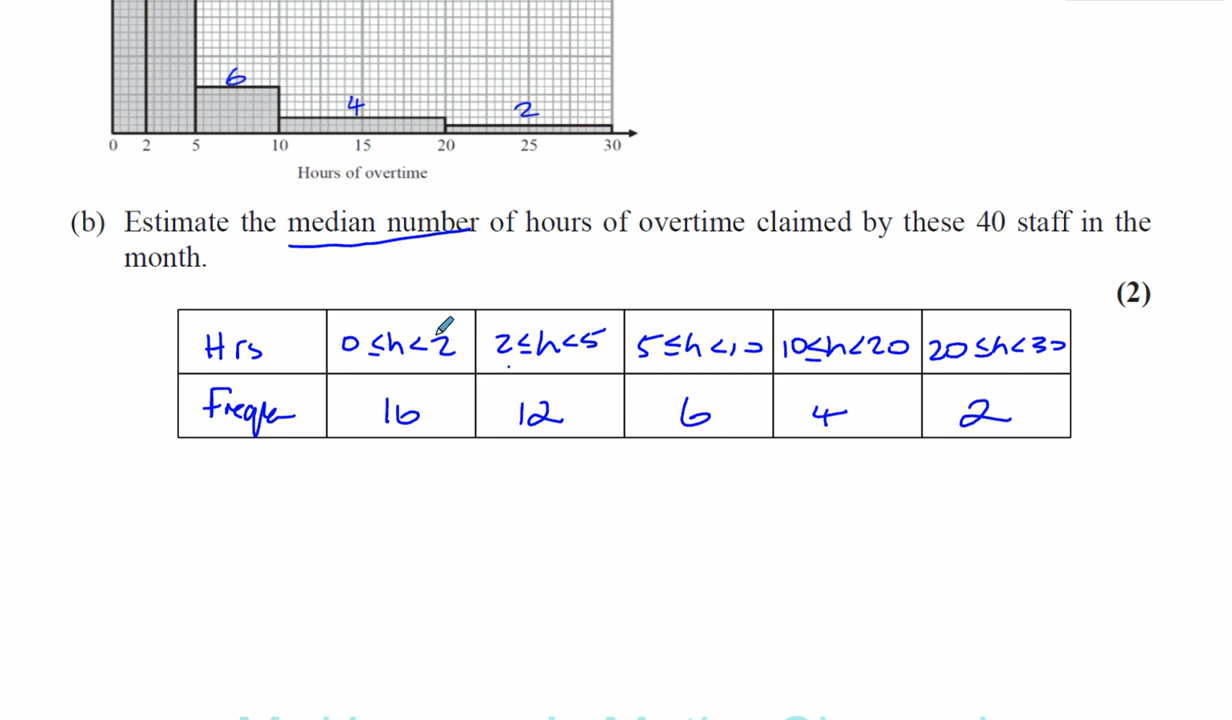 6
4
2
0 2 5 10 15 20 25 30
Hours of overtime
(b) Estimate the median number of hours of overtime claimed by these 40 staff in the
month.
(2)
Hrs 0≤h<2 2≤h<5 5≤h<10 10≤h<20 20≤h<30
16 12 6 4 2